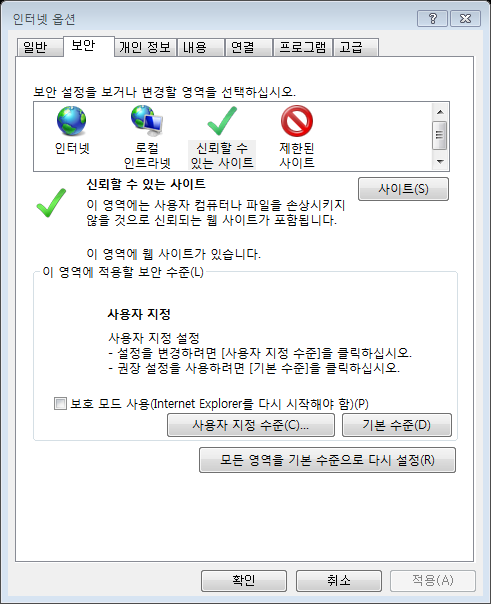 인터넷 옵션
일반
보안
개인 정보
내용
연결
프로그램
고급
보안 설정을 보거나 변경할 영역을 선택하십시오.
인터넷
로컬
인트라넷
신뢰할 수
있는 사이트
제한된
사이트
신뢰할 수 있는 사이트
사이트(S)
이 영역에는 사용자 컴퓨터나 파일을 손상시키지
않을 것으로 신뢰되는 웹 사이트가 포함됩니다.
이 영역에 웹 사이트가 있습니다.
이 영역에 적용할 보안 수준(L)
사용자 지정
사용자 지정 설정
- 설정을 변경하려면 [사용자 지정 수준]을 클릭하십시오.
- 권장 설정을 사용하려면 [기본 수준]을 클릭하십시오.
보호 모드 사용(Internet Explorer를 다시 시작해야 함)(P)
사용자 지정 수준(C)...
기본 수준(D)
모든 영역을 기본 수준으로 다시 설정(R)
확인
취소
적용(A)